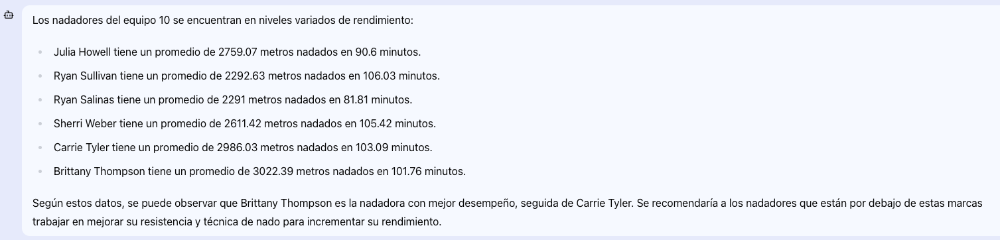 Los nadadores del equipo 10 se encuentran en niveles variados de rendimiento:
Julia Howell tiene un promedio de 2759.07 metros nadados en 90.6 minutos.
Ryan Sullivan tiene un promedio de 2292.63 metros nadados en 106.03 minutos.
Ryan Salinas tiene un promedio de 2291 metros nadados en 81.81 minutos.
Sherri Weber tiene un promedio de 2611.42 metros nadados en 105.42 minutos.
Carrie Tyler tiene un promedio de 2986.03 metros nadados en 103.09 minutos.
Brittany Thompson tiene un promedio de 3022.39 metros nadados en 101.76 minutos.
Según estos datos, se puede observar que Brittany Thompson es la nadadora con mejor desempeño, seguida de Carrie Tyler. Se recomendaría a los nadadores que están por debajo de estas marcas
trabajar en mejorar su resistencia y técnica de nado para incrementar su rendimiento.